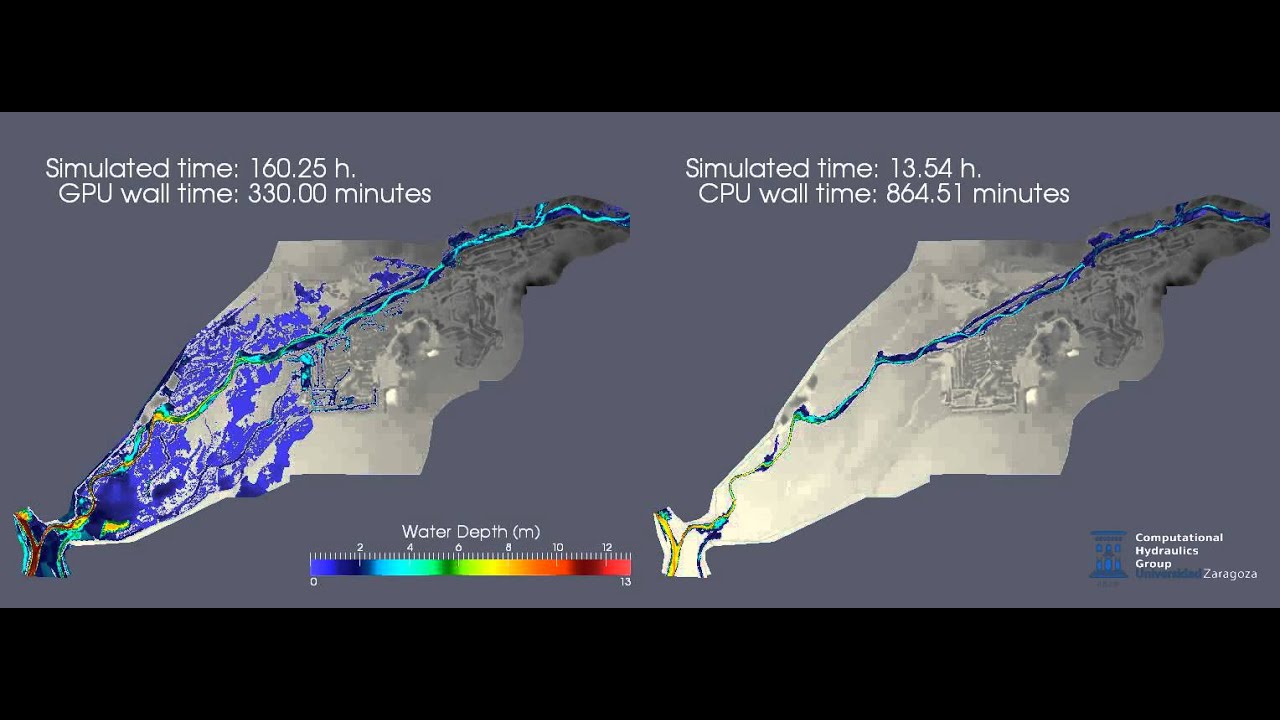 Simulated time: 160.25 h.
GPU wall time: 330.00 minutes
Simulated time: 13.54 h.
CPU wall time: 864.51 minutes
Water Depth (m)
2 4 6 8 10 12
0 13
Computational
Hydraulics
Group
Universidad Zaragoza